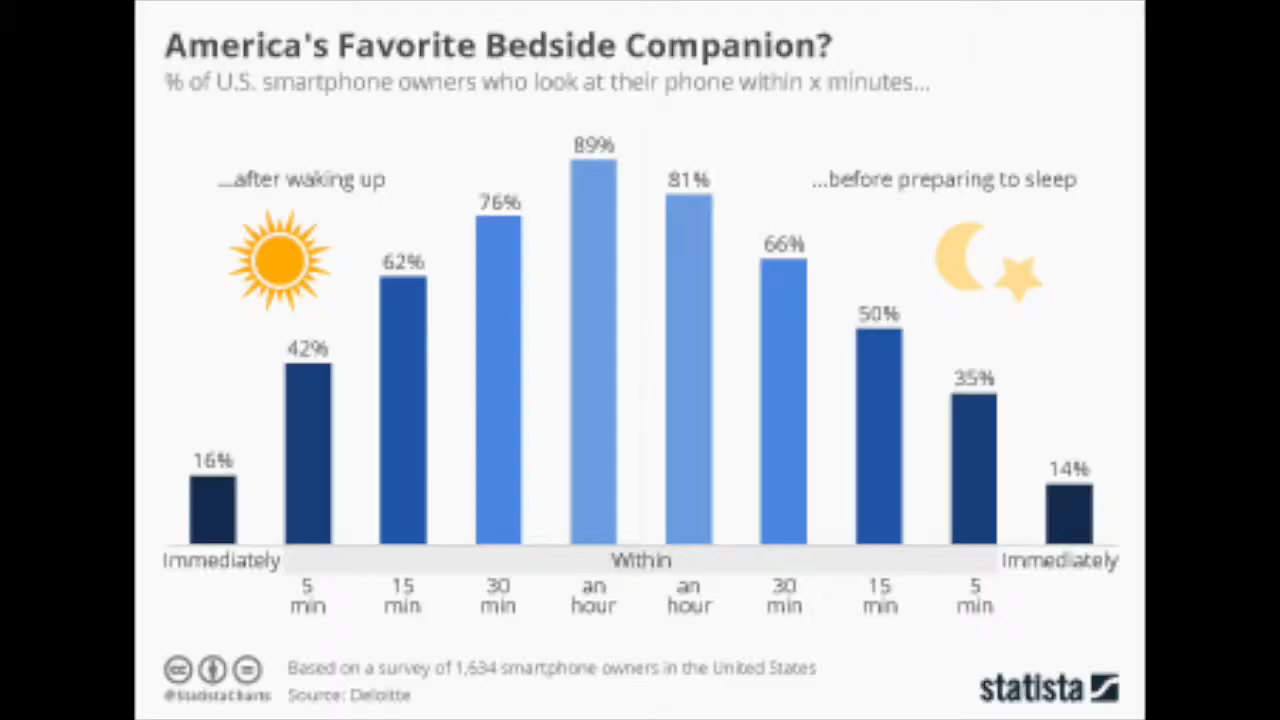 America's Favorite Bedside Companion?
% of U.S. smartphone owners who look at their phone within x minutes...
...after waking up
...before preparing to sleep
16%
42%
62%
76%
89%
81%
66%
50%
35%
14%
Immediately
Within
Immediately
5 min
15 min
30 min
an hour
an hour
30 min
15 min
5 min
Based on a survey of 1,634 smartphone owners in the United States
@StatistaCharts Source: Deloitte
statista